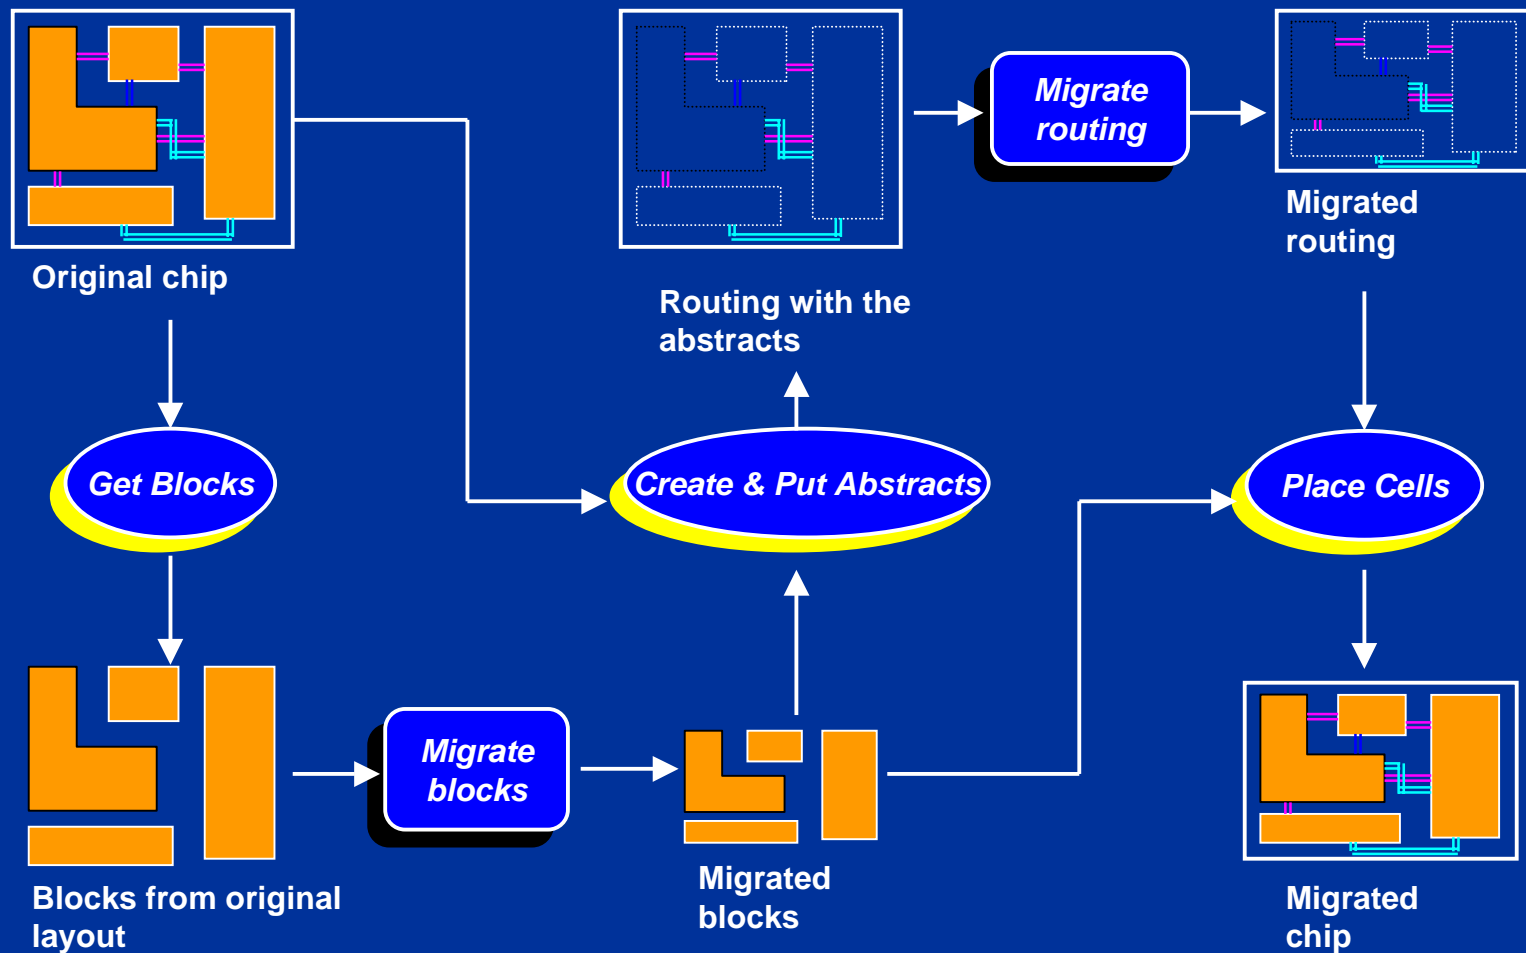 Migrate
routing
Original chip
Migrated
routing
Routing with the
abstracts
Get Blocks
Create & Put Abstracts
Place Cells
Migrate
blocks
Blocks from original
layout
Migrated
blocks
Migrated
chip